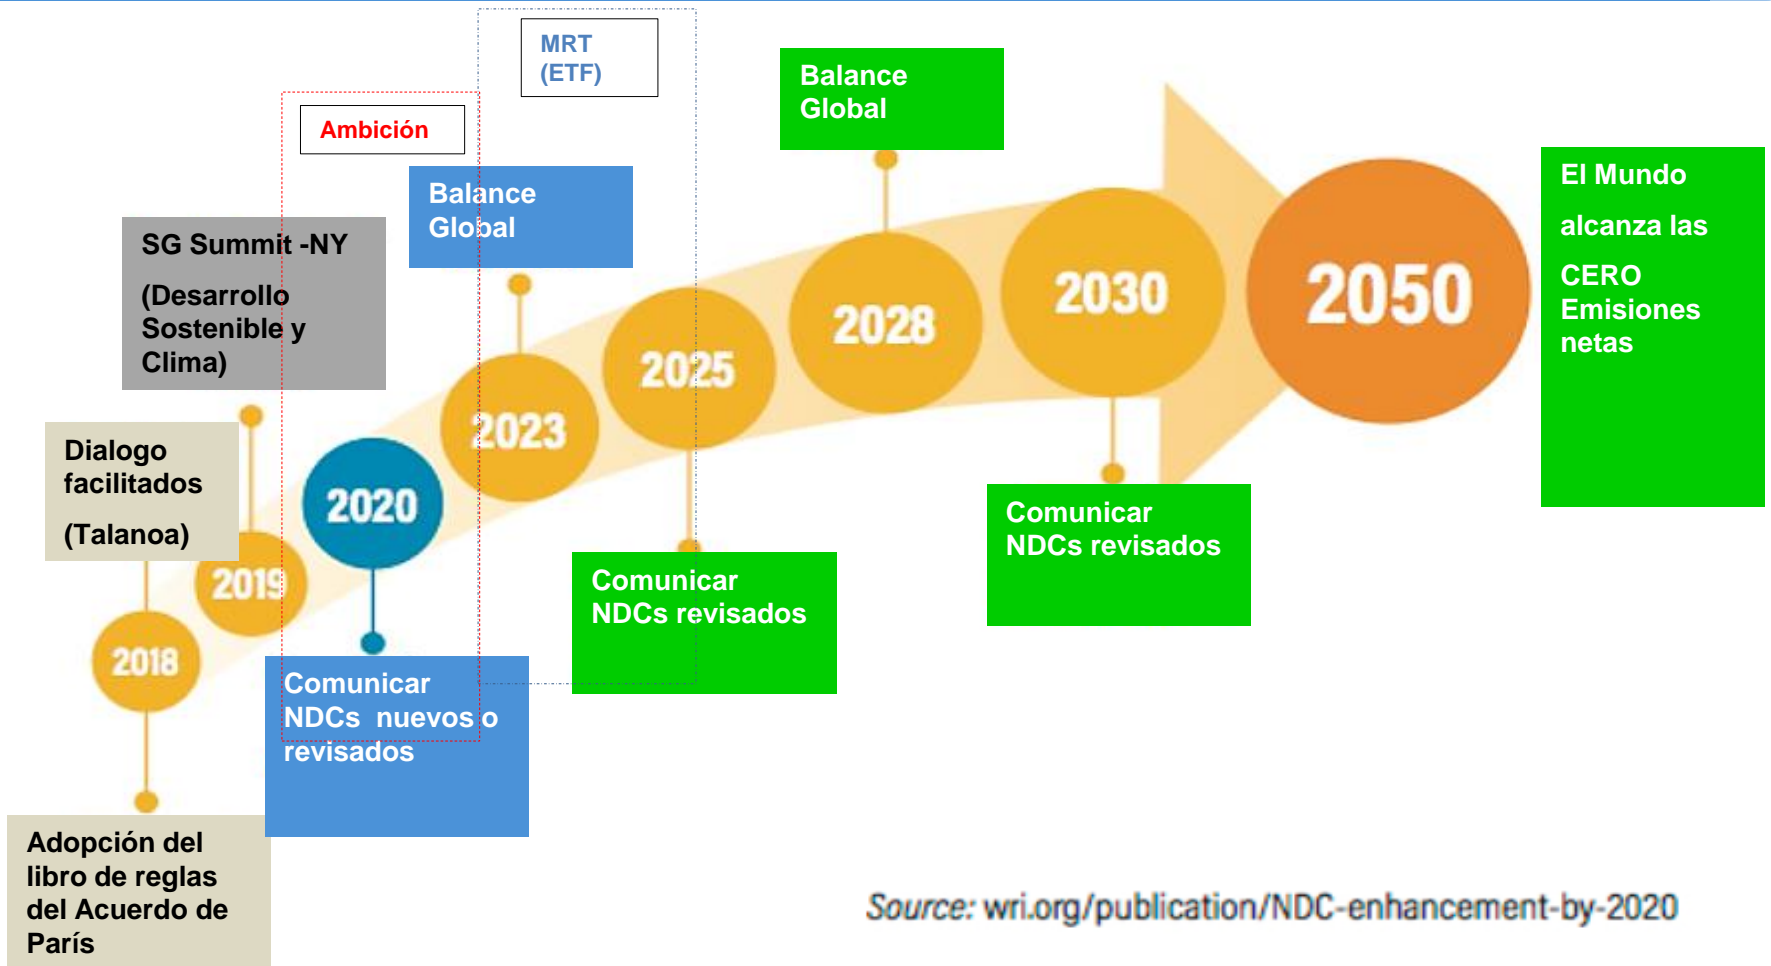 MRT
(ETF)
Ambición
Balance
Global
Balance
Global
SG Summit -NY
(Desarrollo
Sostenible y
Clima)
Dialogo
facilitados
(Talanoa)
2018
2019
2020
2023
2025
2028
2030
2050
El Mundo
alcanza las
CERO
Emisiones
netas
Comunicar
NDCs revisados
Comunicar
NDCs revisados
Comunicar
NDCs  nuevos o
revisados
Adopción del
libro de reglas
del Acuerdo de
París
Source: wri.org/publication/NDC-enhancement-by-2020